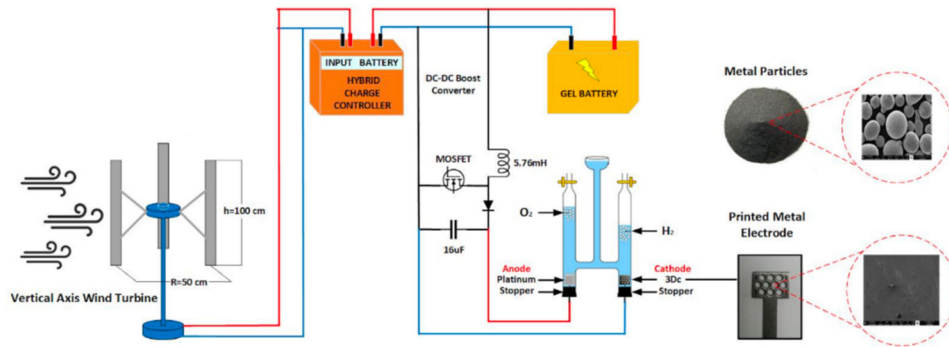 INPUT BATTERY
HYBRID
CHARGE
CONTROLLER
DC-DC Boost
Converter
GEL BATTERY
Metal Particles
MOSFET
5.76mH
16uF
h=100 cm
R=50 cm
Vertical Axis Wind Turbine
O₂
H₂
Anode
Platinum
Stopper
Cathode
3Dc
Stopper
Printed Metal
Electrode